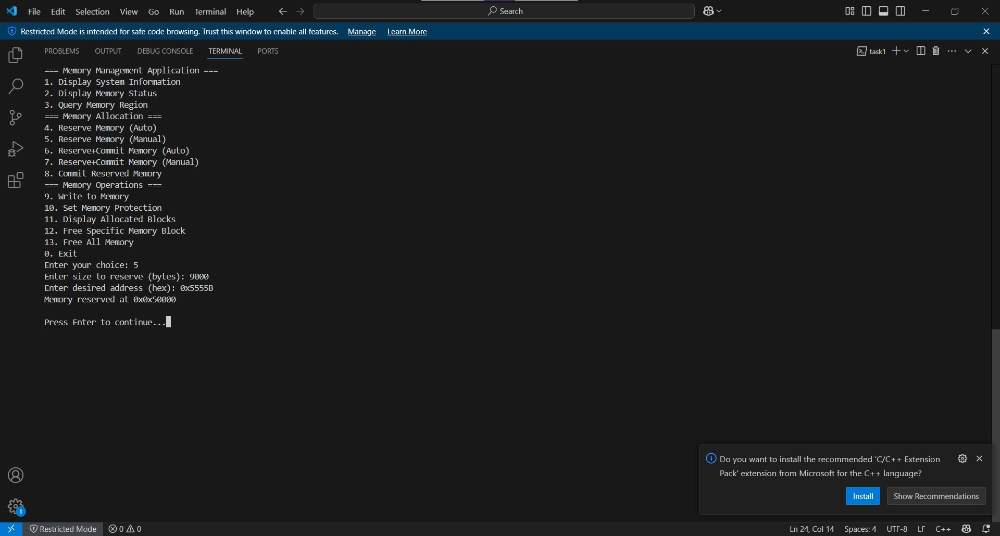 File Edit Selection View Go Run Terminal Help Search
Restricted Mode is intended for safe code browsing. Trust this window to enable all features. Manage Learn More
PROBLEMS OUTPUT DEBUG CONSOLE TERMINAL PORTS task1
=== Memory Management Application ===
1. Display System Information
2. Display Memory Status
3. Query Memory Region
=== Memory Allocation ===
4. Reserve Memory (Auto)
5. Reserve Memory (Manual)
6. Reserve+Commit Memory (Auto)
7. Reserve+Commit Memory (Manual)
8. Commit Reserved Memory
=== Memory Operations ===
9. Write to Memory
10. Set Memory Protection
11. Display Allocated Blocks
12. Free Specific Memory Block
13. Free All Memory
0. Exit
Enter your choice: 5
Enter size to reserve (bytes): 9000
Enter desired address (hex): 0x5555B
Memory reserved at 0x0x50000
Press Enter to continue...
Do you want to install the recommended 'C/C++ Extension
Pack' extension from Microsoft for the C++ language?
Install Show Recommendations
1
Restricted Mode 0 0 Ln 24, Col 14 Spaces: 4 UTF-8 LF C++